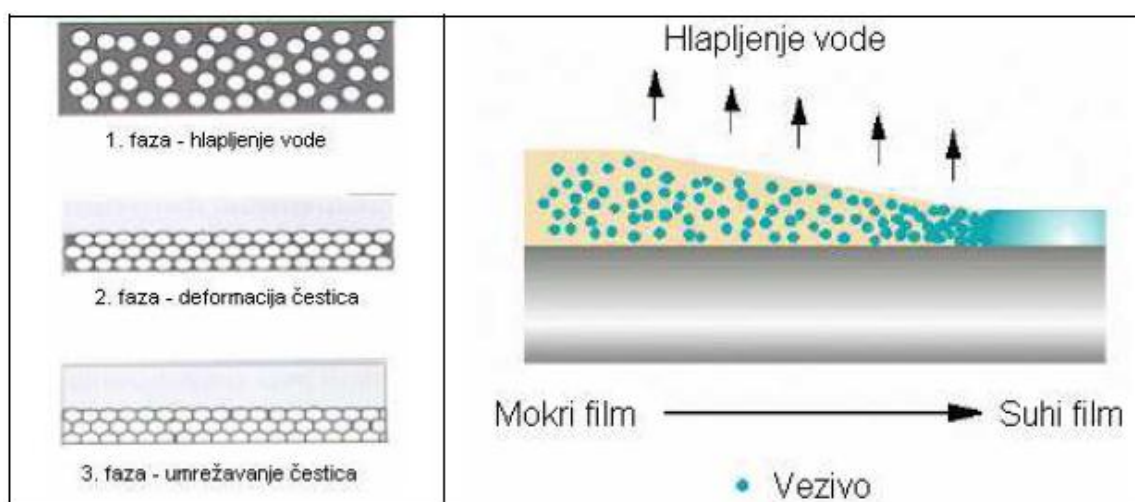 1. faza - hlapljenje vode
2. faza - deformacija čestica
3. faza - umrežavanje čestica
Hlapljenje vode
Mokri film
Suhi film
Vezivo